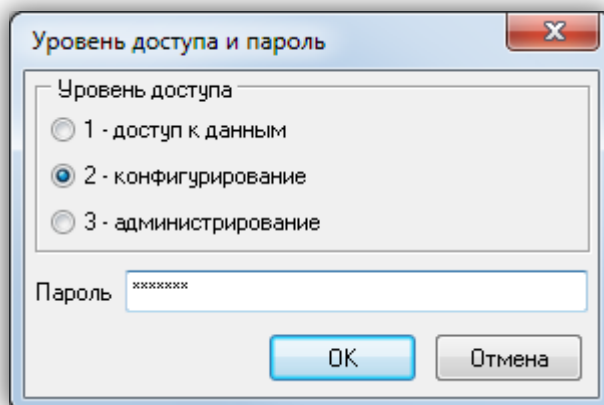 Уровень доступа и пароль
Уровень доступа
1 - доступ к данным
2 - конфигурирование
3 - администрирование
Пароль *******
OK Отмена